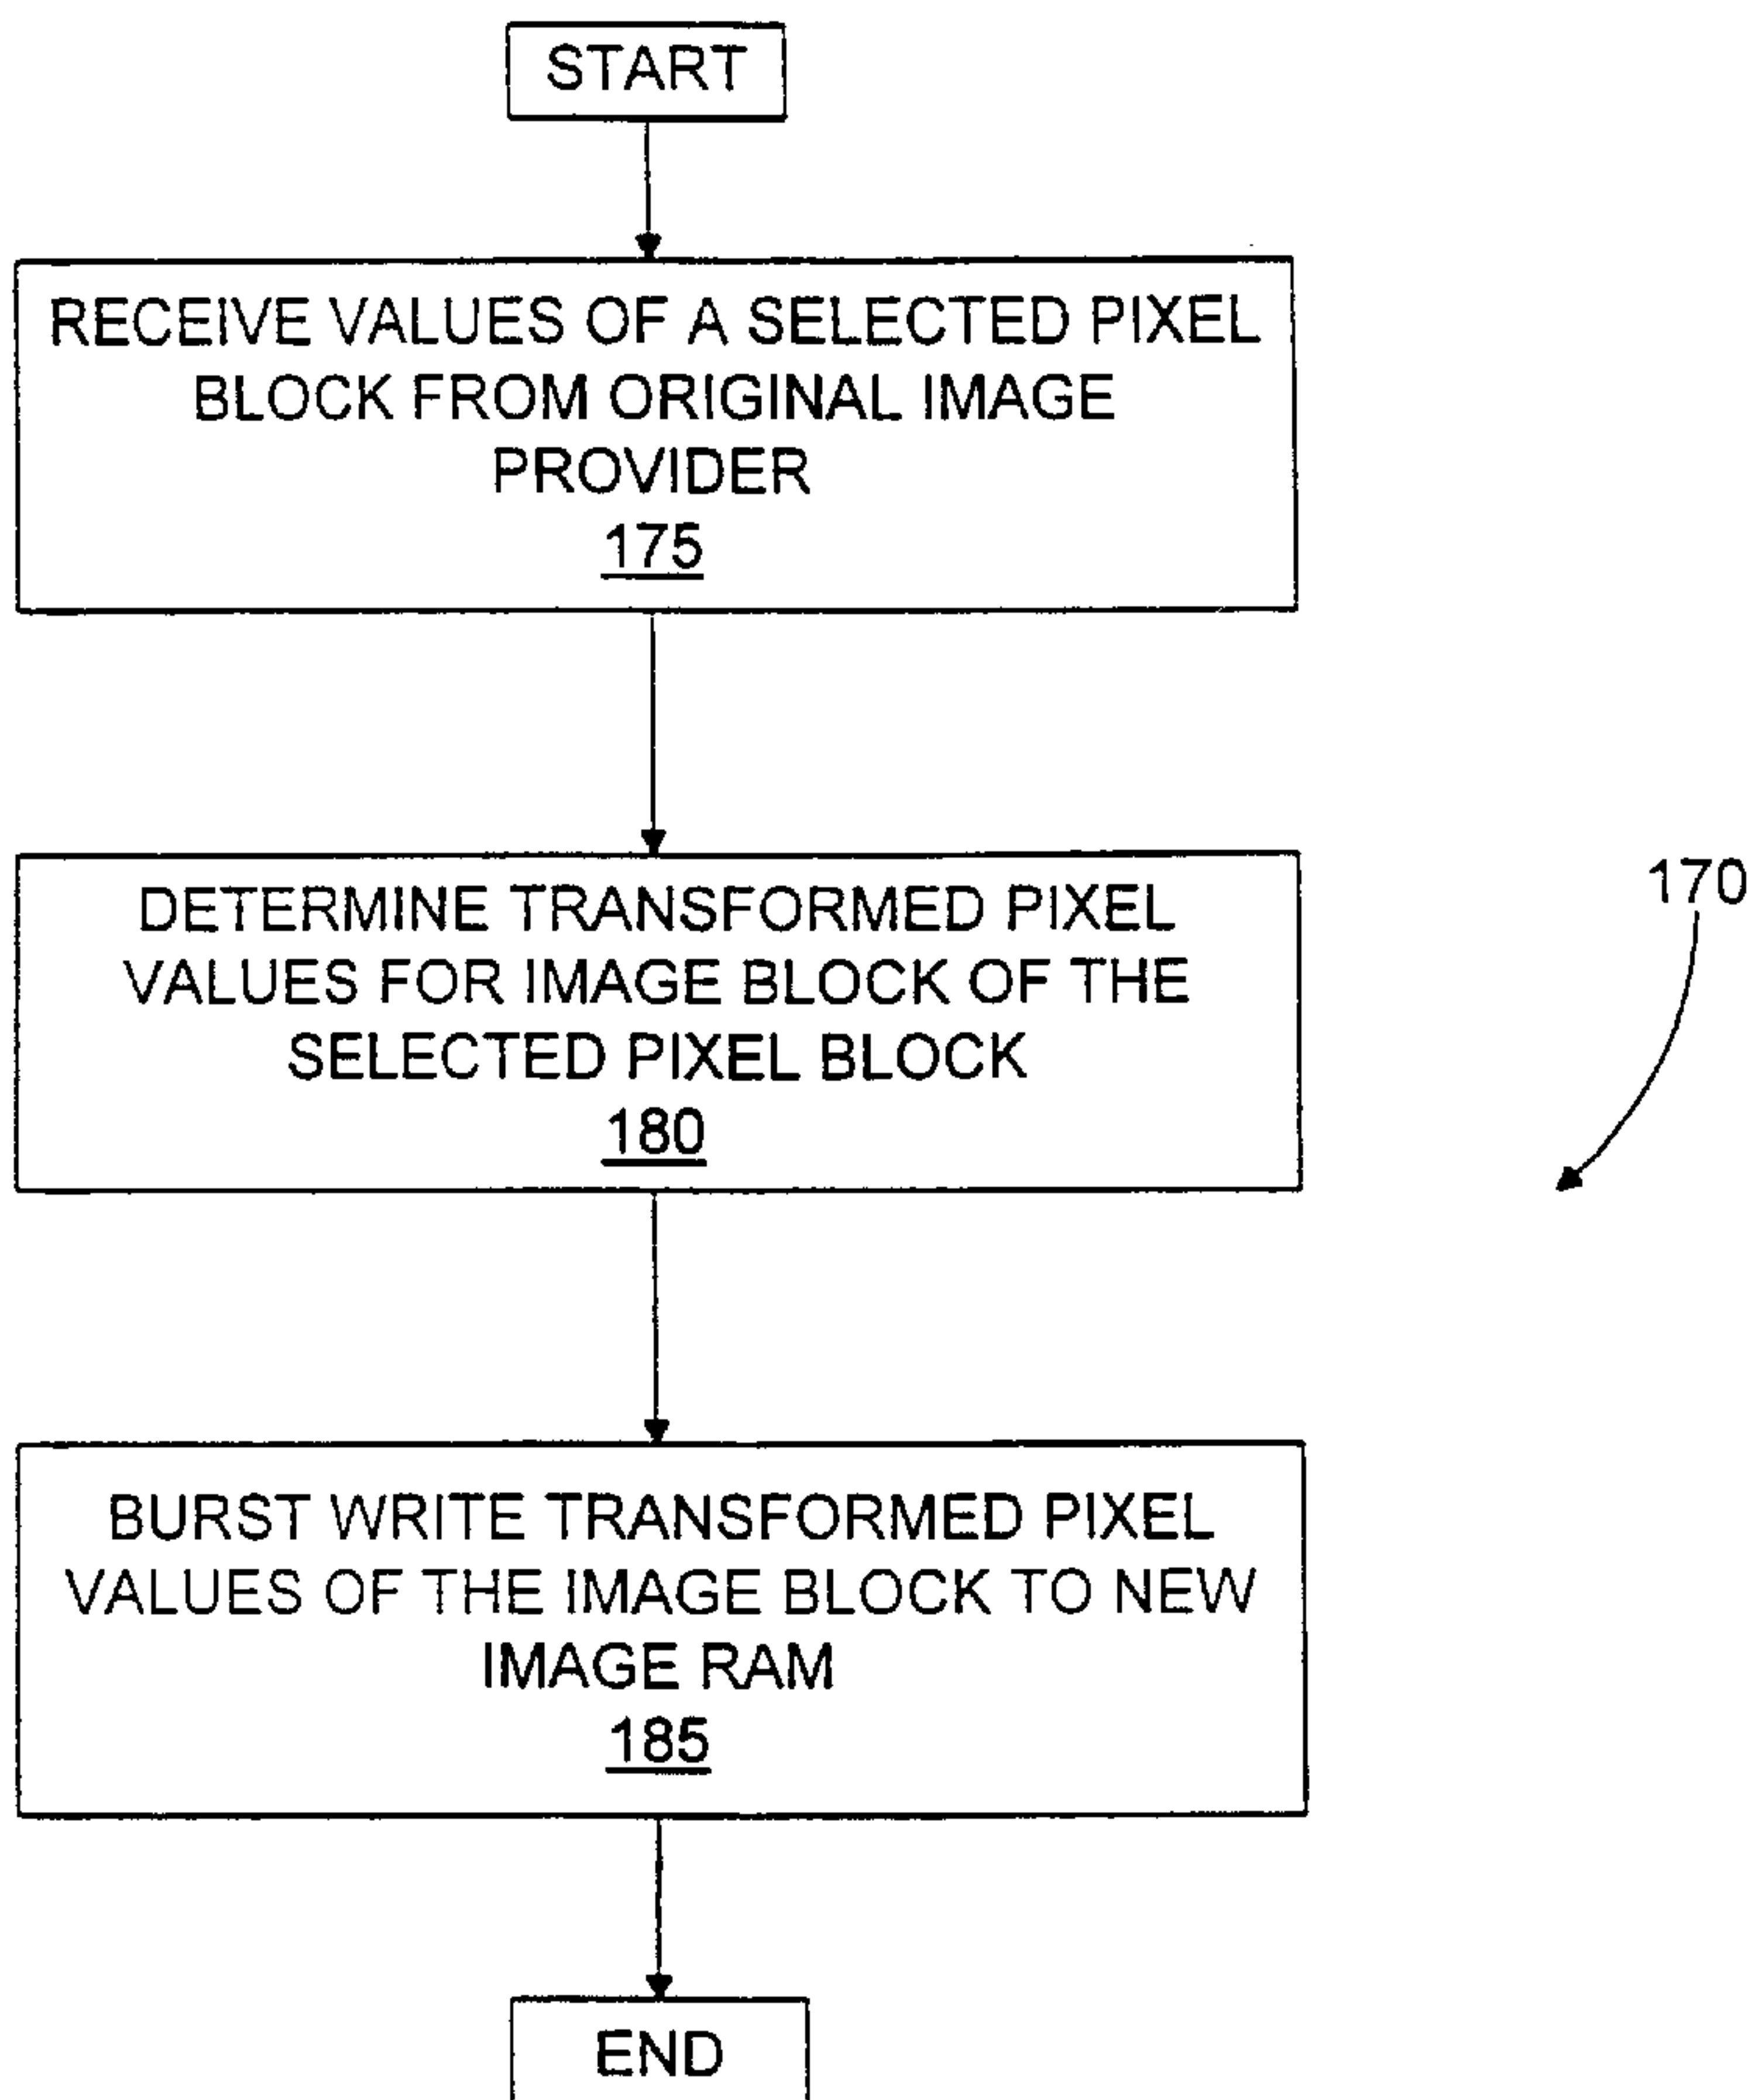 START
RECEIVE VALUES OF A SELECTED PIXEL
BLOCK FROM ORIGINAL IMAGE
PROVIDER
175
DETERMINE TRANSFORMED PIXEL
VALUES FOR IMAGE BLOCK OF THE
SELECTED PIXEL BLOCK
180
170
BURST WRITE TRANSFORMED PIXEL
VALUES OF THE IMAGE BLOCK TO NEW
IMAGE RAM
185
END